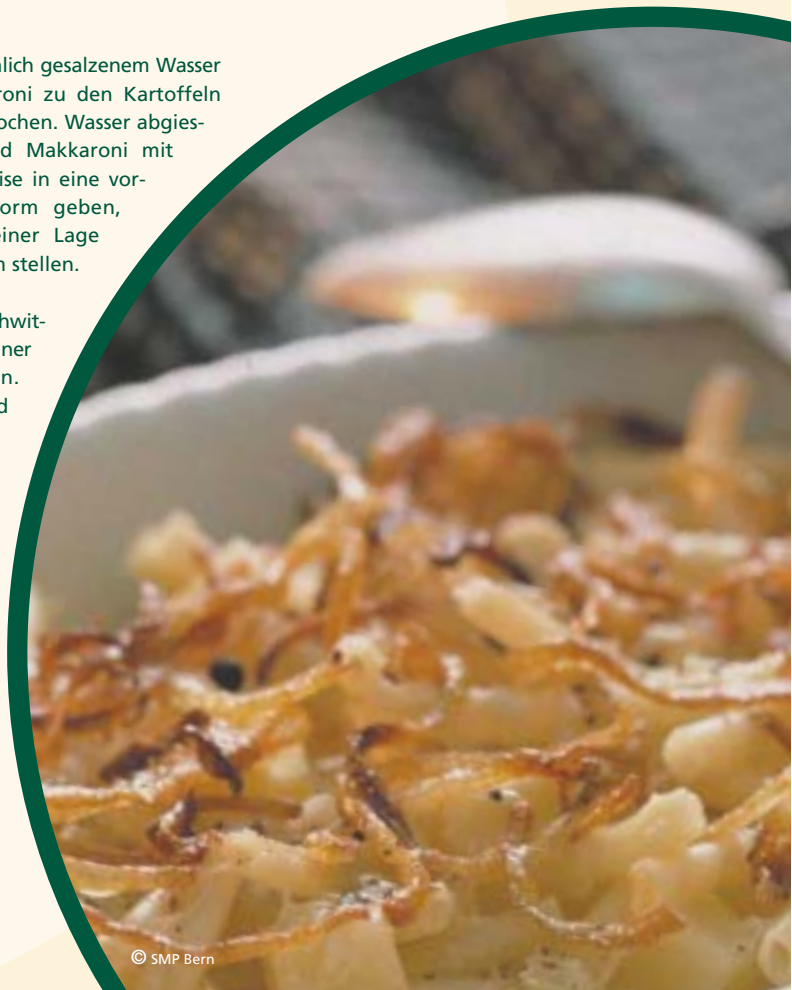 lich gesalzenem Wasser
roni zu den Kartoffeln
ochen. Wasser abgies-
d Makkaroni mit
ise in eine vor-
orm geben,
einer Lage
n stellen.
hwit-
ner
n.
d
© SMP Bern